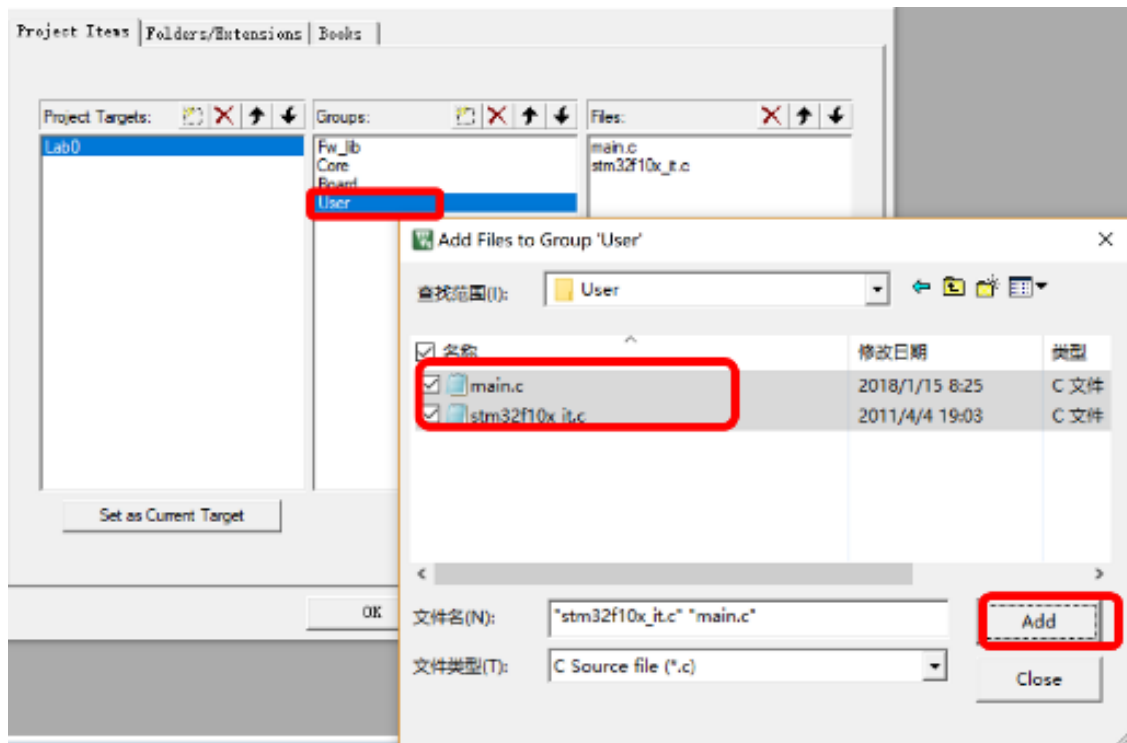 Project Items Folders/Extensions Books
Project Targets: Groups: Files:
Lab0
Fw_lib
Core
Board
User
main.c
stm32f10x_it.c
Set as Current Target
OK
Add Files to Group 'User'
查找范围(I): User
名称 修改日期 类型
main.c 2018/1/15 8:25 C 文件
stm32f10x_it.c 2011/4/4 19:03 C 文件
文件名(N): "stm32f10x_it.c" "main.c" Add
文件类型(T): C Source file (*.c) Close